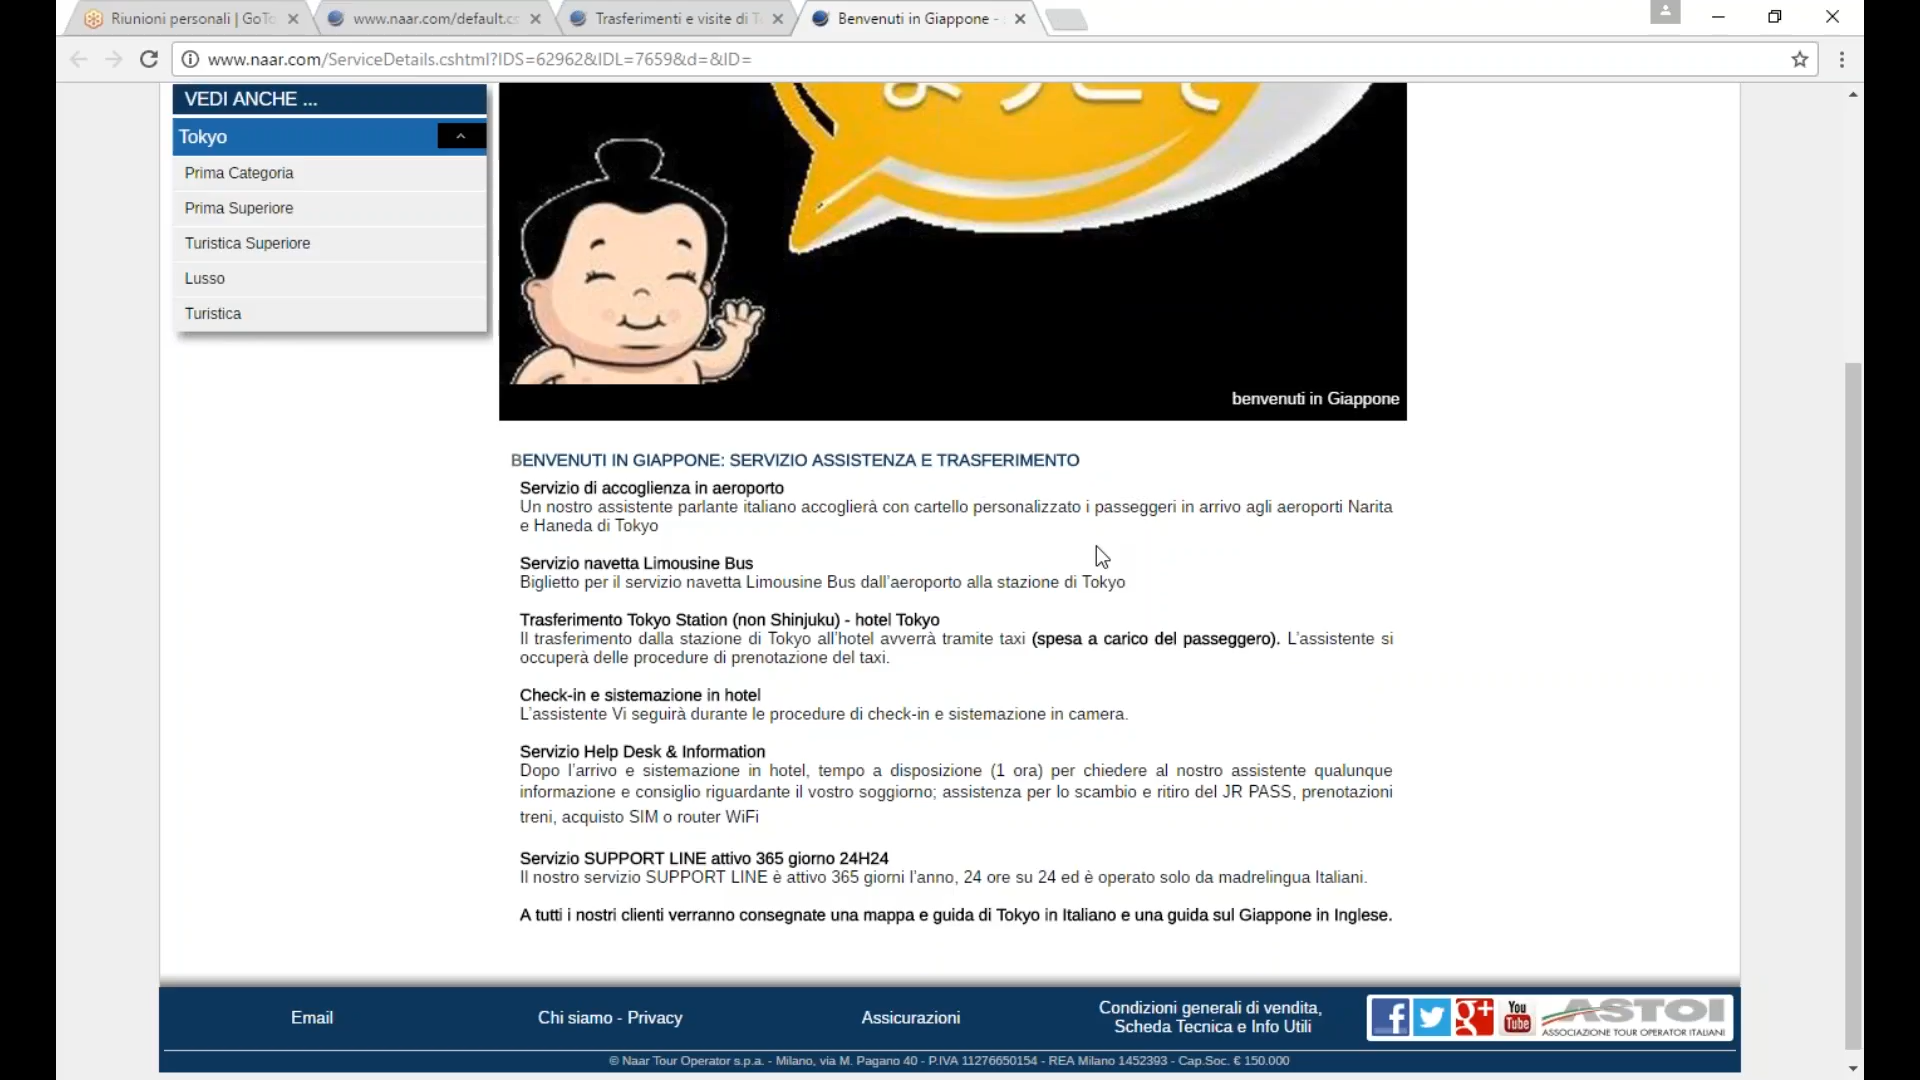 Riunioni personali | GoTo
www.naar.com/default.cs
Trasferimenti e visite di T
Benvenuti in Giappone -
www.naar.com/ServiceDetails.cshtml?IDS=62962&IDL=7659&d=&ID=
VEDI ANCHE ...
Tokyo
Prima Categoria
Prima Superiore
Turistica Superiore
Lusso
Turistica
ようこそ
benvenuti in Giappone
BENVENUTI IN GIAPPONE: SERVIZIO ASSISTENZA E TRASFERIMENTO
Servizio di accoglienza in aeroporto
Un nostro assistente parlante italiano accoglierà con cartello personalizzato i passeggeri in arrivo agli aeroporti Narita
e Haneda di Tokyo
Servizio navetta Limousine Bus
Biglietto per il servizio navetta Limousine Bus dall'aeroporto alla stazione di Tokyo
Trasferimento Tokyo Station (non Shinjuku) - hotel Tokyo
Il trasferimento dalla stazione di Tokyo all'hotel avverrà tramite taxi (spesa a carico del passeggero). L'assistente si
occuperà delle procedure di prenotazione del taxi.
Check-in e sistemazione in hotel
L'assistente Vi seguirà durante le procedure di check-in e sistemazione in camera.
Servizio Help Desk & Information
Dopo l'arrivo e sistemazione in hotel, tempo a disposizione (1 ora) per chiedere al nostro assistente qualunque
informazione e consiglio riguardante il vostro soggiorno; assistenza per lo scambio e ritiro del JR PASS, prenotazioni
treni, acquisto SIM o router WiFi
Servizio SUPPORT LINE attivo 365 giorno 24H24
Il nostro servizio SUPPORT LINE è attivo 365 giorni l'anno, 24 ore su 24 ed è operato solo da madrelingua Italiani.
A tutti i nostri clienti verranno consegnate una mappa e guida di Tokyo in Italiano e una guida sul Giappone in Inglese.
Email
Chi siamo - Privacy
Assicurazioni
Condizioni generali di vendita,
Scheda Tecnica e Info Utili
You
Tube
ASTOI
ASSOCIAZIONE TOUR OPERATOR ITALIANI
© Naar Tour Operator s.p.a. - Milano, via M. Pagano 40 - P.IVA 11276650154 - REA Milano 1452393 - Cap.Soc. € 150.000